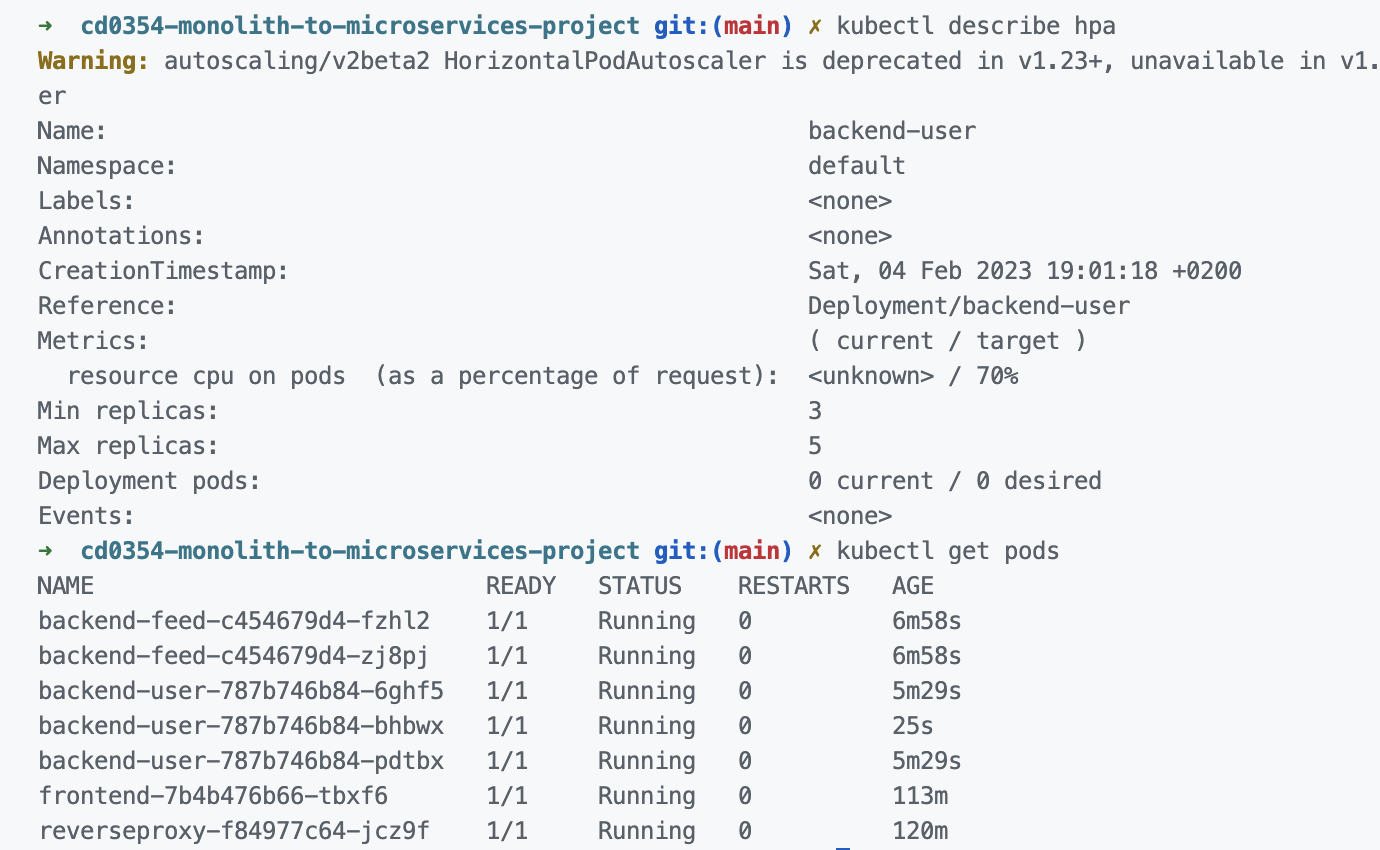 ➜ cd0354-monolith-to-microservices-project git:(main) ✗ kubectl describe hpa
Warning: autoscaling/v2beta2 HorizontalPodAutoscaler is deprecated in v1.23+, unavailable in v1.
er
Name: backend-user
Namespace: default
Labels: <none>
Annotations: <none>
CreationTimestamp: Sat, 04 Feb 2023 19:01:18 +0200
Reference: Deployment/backend-user
Metrics: ( current / target )
resource cpu on pods (as a percentage of request): <unknown> / 70%
Min replicas: 3
Max replicas: 5
Deployment pods: 0 current / 0 desired
Events: <none>
➜ cd0354-monolith-to-microservices-project git:(main) ✗ kubectl get pods
NAME READY STATUS RESTARTS AGE
backend-feed-c454679d4-fzhl2 1/1 Running 0 6m58s
backend-feed-c454679d4-zj8pj 1/1 Running 0 6m58s
backend-user-787b746b84-6ghf5 1/1 Running 0 5m29s
backend-user-787b746b84-bhbwx 1/1 Running 0 25s
backend-user-787b746b84-pdtbx 1/1 Running 0 5m29s
frontend-7b4b476b66-tbxf6 1/1 Running 0 113m
reverseproxy-f84977c64-jcz9f 1/1 Running 0 120m